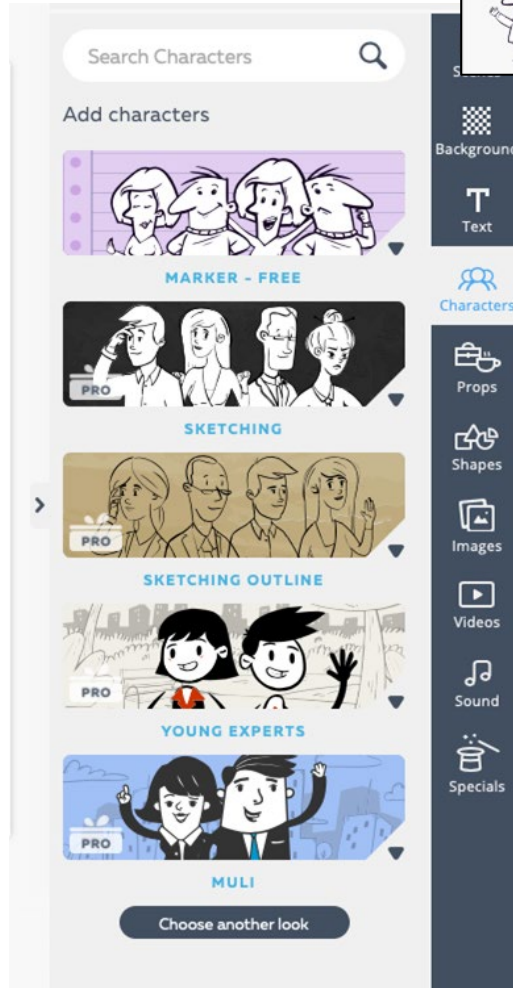 Search Characters
Add characters
MARKER - FREE
PRO
SKETCHING
PRO
SKETCHING OUTLINE
PRO
YOUNG EXPERTS
PRO
MULI
Choose another look
Background
Text
Characters
Props
Shapes
Images
Videos
Sound
Specials